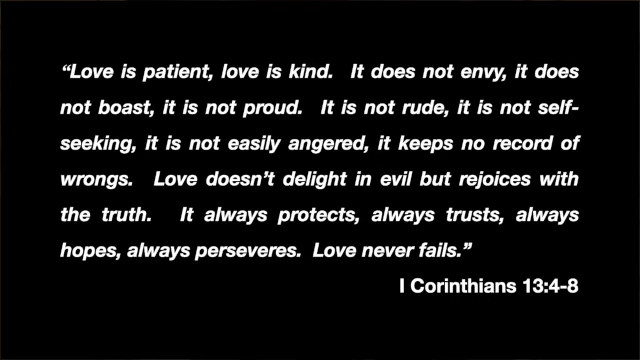 “Love is patient, love is kind.  It does not envy, it does
not boast, it is not proud.  It is not rude, it is not self-
seeking, it is not easily angered, it keeps no record of
wrongs.  Love doesn’t delight in evil but rejoices with
the truth.  It always protects, always trusts, always
hopes, always perseveres.  Love never fails.”
I Corinthians 13:4-8